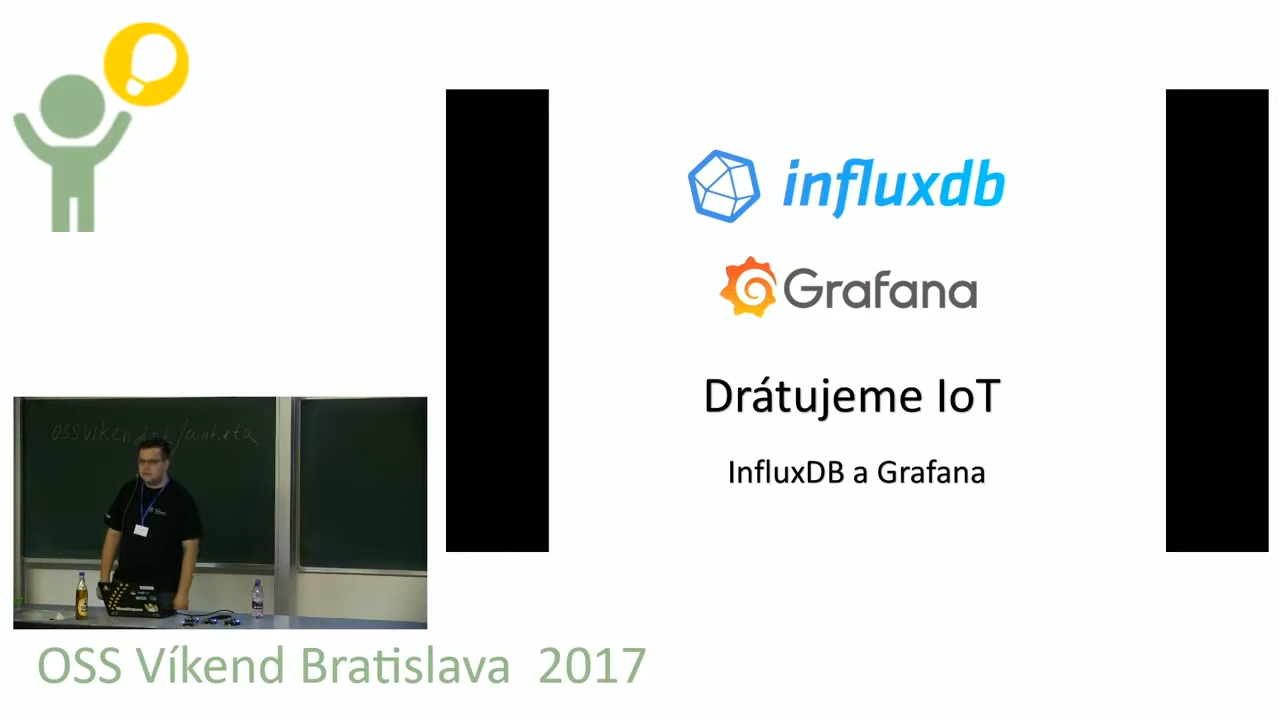 influxdb
Grafana
Drátujeme IoT
InfluxDB a Grafana
OSS Víkend Bratislava 2017